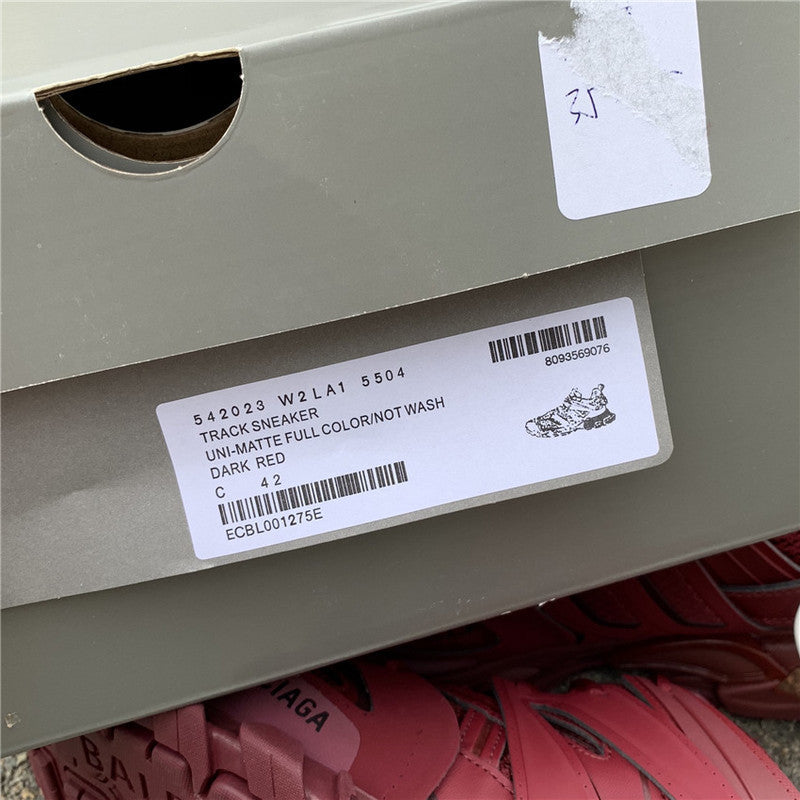 542023 W2LA1 5504
TRACK SNEAKER
UNI-MATTE FULL COLOR/NOT WASH
DARK RED
C 42
ECBL001275E
8093569076